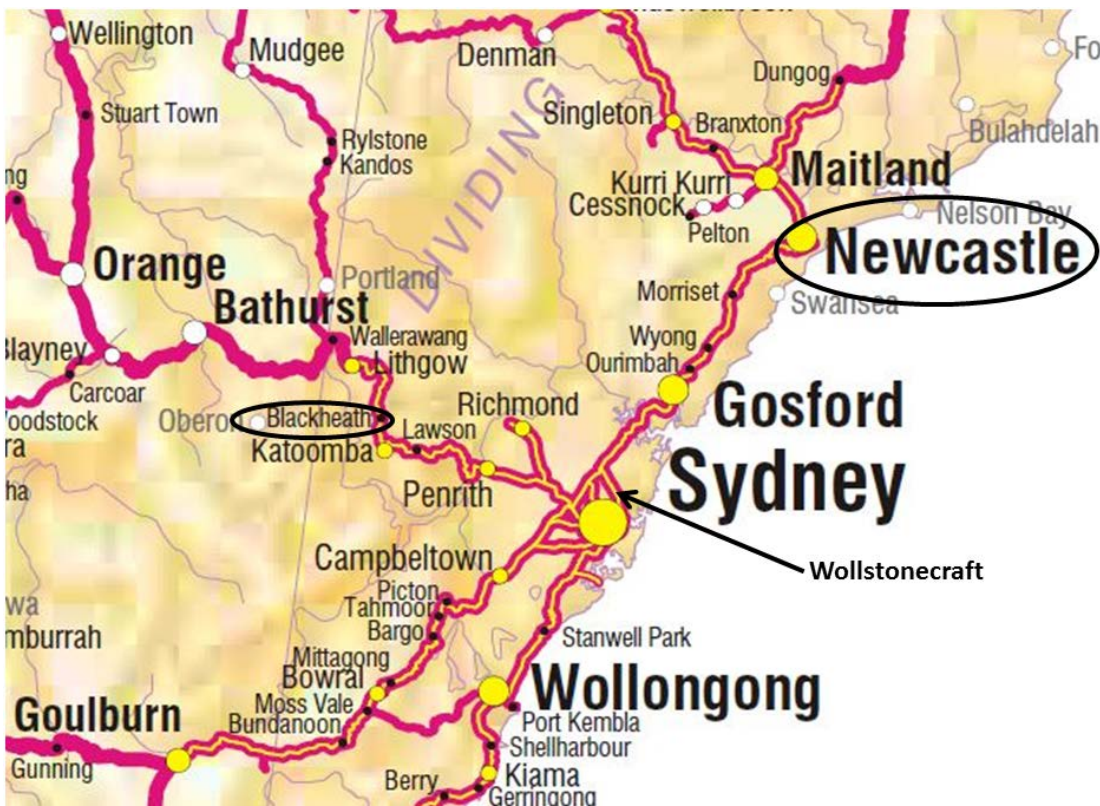 Wellington
Mudgee
Denman
Dungog
Stuart Town
Singleton
Branxton
Bulahdelah
Rylstone
Kandos
Kurri Kurri
Maitland
Cessnock
Nelson Bay
Pelton
Newcastle
Orange
Portland
DIVIDING
Morriset
Swansea
Bathurst
Wallerawang
Wyong
Blayney
Lithgow
Ourimbah
Carcoar
Richmond
Gosford
Oberon
Blackheath
Lawson
Katoomba
Sydney
Penrith
Campbeltown
Wollstonecraft
Picton
Tahmoor
Bargo
Stanwell Park
Mittagong
Bowral
Wollongong
Moss Vale
Goulburn
Bundanoon
Port Kembla
Shellharbour
Gunning
Berry
Kiama
Gerringong